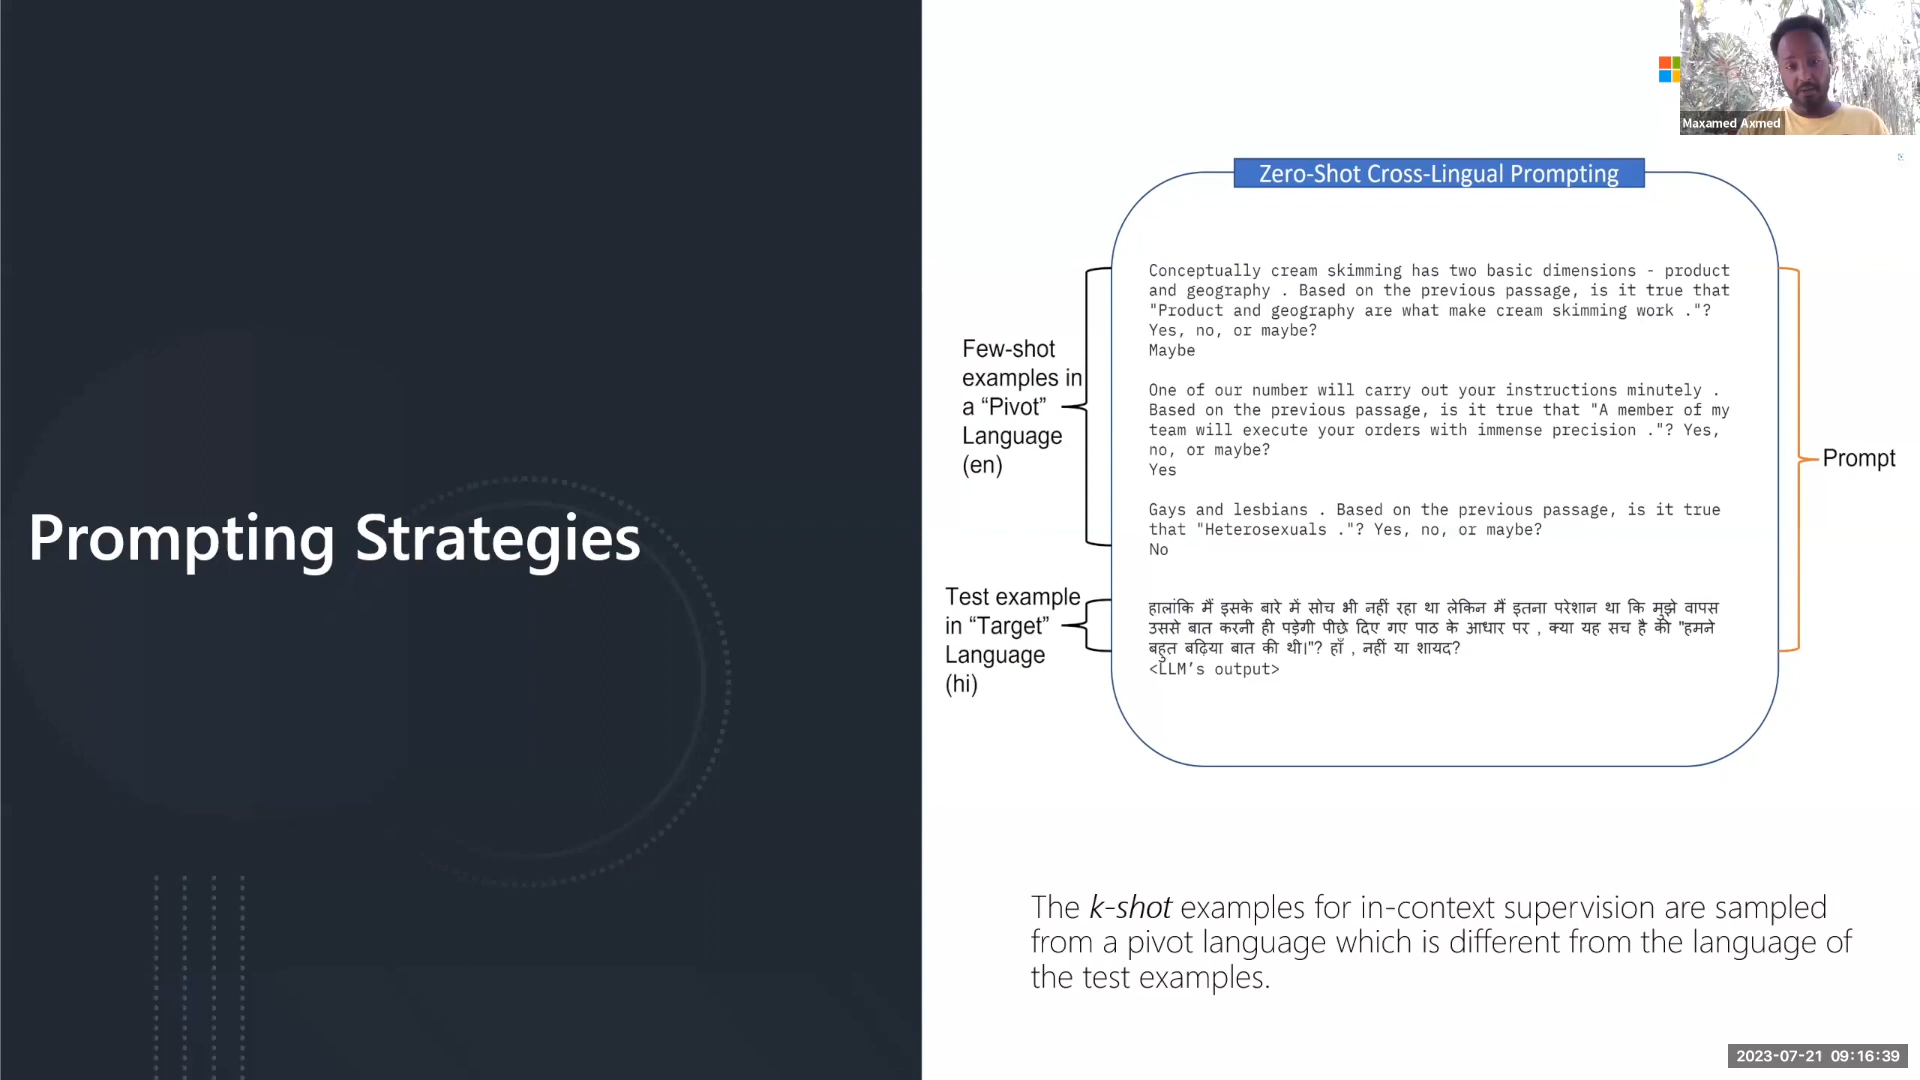 Maxamed Axmed
Prompting Strategies
Zero-Shot Cross-Lingual Prompting
Few-shot
examples in
a “Pivot”
Language
(en)
Conceptually cream skimming has two basic dimensions - product
and geography . Based on the previous passage, is it true that
"Product and geography are what make cream skimming work ."?
Yes, no, or maybe?
Maybe
One of our number will carry out your instructions minutely .
Based on the previous passage, is it true that "A member of my
team will execute your orders with immense precision ."? Yes,
no, or maybe?
Yes
Gays and lesbians . Based on the previous passage, is it true
that "Heterosexuals ."? Yes, no, or maybe?
No
Prompt
Test example
in “Target”
Language
(hi)
हालांकि मैं इसके बारे में सोच भी नहीं रहा था लेकिन मैं इतना परेशान था कि मुझे वापस
उससे बात करनी ही पड़ेगी पीछे दिए गए पाठ के आधार पर , क्या यह सच है की "हमने
बहुत बढ़िया बात की थी।"? हाँ , नहीं या शायद?
<LLM’s output>
The k-shot examples for in-context supervision are sampled
from a pivot language which is different from the language of
the test examples.
2023-07-21 09:16:39